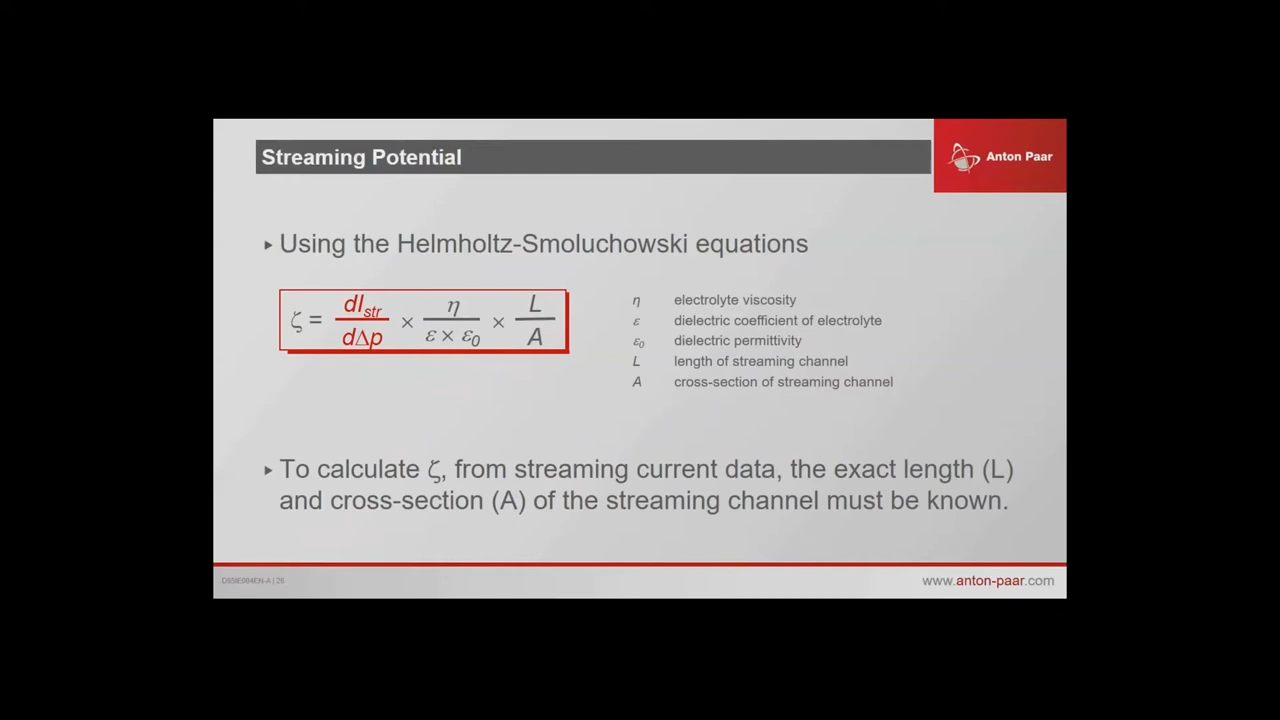 Streaming Potential
Anton Paar
Using the Helmholtz-Smoluchowski equations
ζ = dI_str / dΔp × η / ε × ε₀ × L / A
η electrolyte viscosity
ε dielectric coefficient of electrolyte
ε₀ dielectric permittivity
L length of streaming channel
A cross-section of streaming channel
To calculate ζ, from streaming current data, the exact length (L)
and cross-section (A) of the streaming channel must be known.
www.anton-paar.com